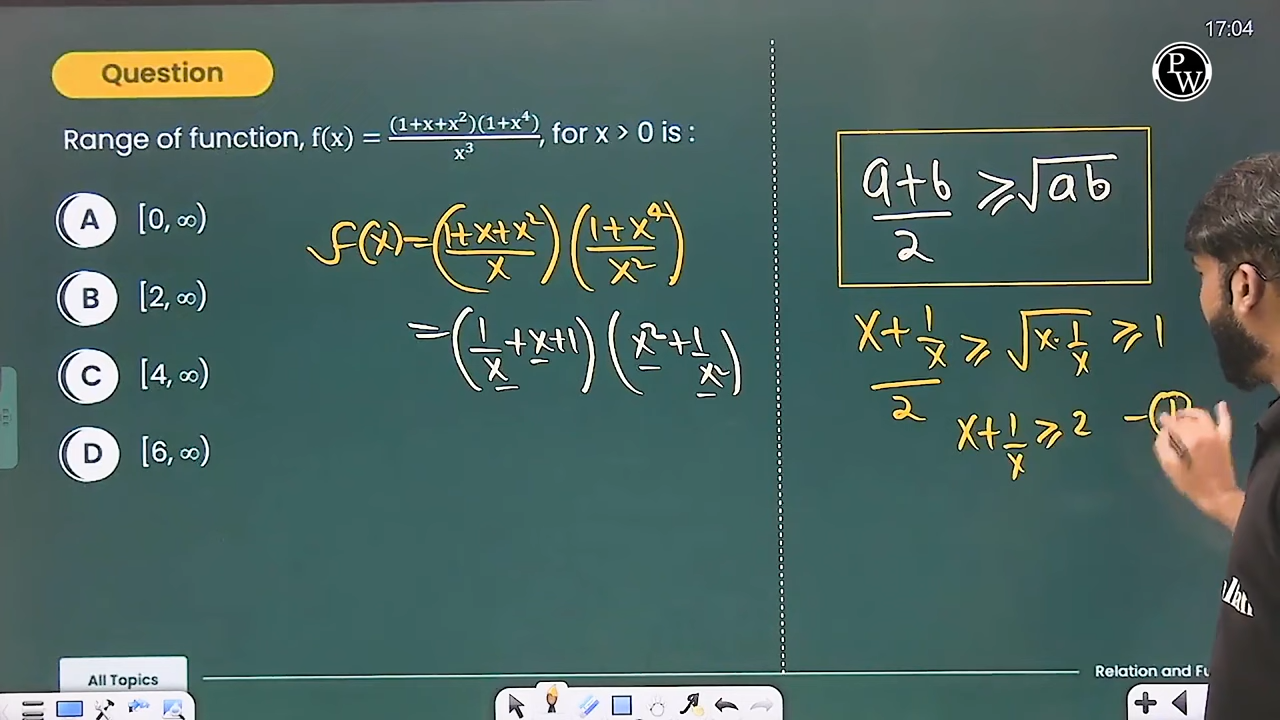 17:04
PW
Question
Range of function, f(x) = (1+x+x²)(1+x⁴)/x³, for x > 0 is :
A [0, ∞)
B [2, ∞)
C [4, ∞)
D [6, ∞)
f(x) = ((1+x+x²)/x) ((1+x⁴)/x²)
= (1/x + x + 1) (x² + 1/x²)
(a+b)/2 ≥ √ab
(x + 1/x)/2 ≥ √(x · 1/x) ≥ 1
x + 1/x ≥ 2 – ①
All Topics
Relation and Fu